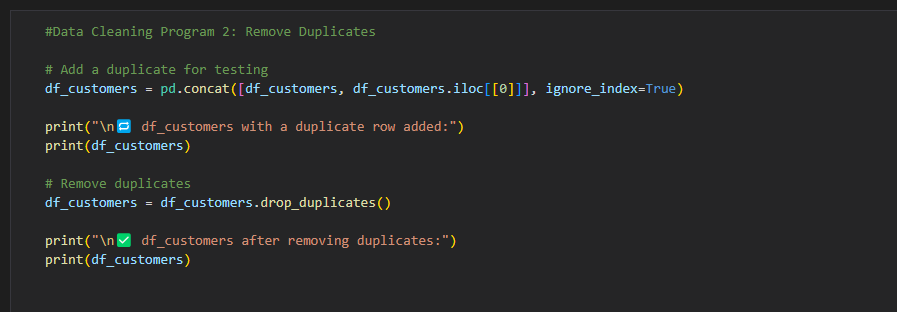 #Data Cleaning Program 2: Remove Duplicates
# Add a duplicate for testing
df_customers = pd.concat([df_customers, df_customers.iloc[[0]]], ignore_index=True)
print("\n🔁 df_customers with a duplicate row added:")
print(df_customers)
# Remove duplicates
df_customers = df_customers.drop_duplicates()
print("\n✅ df_customers after removing duplicates:")
print(df_customers)